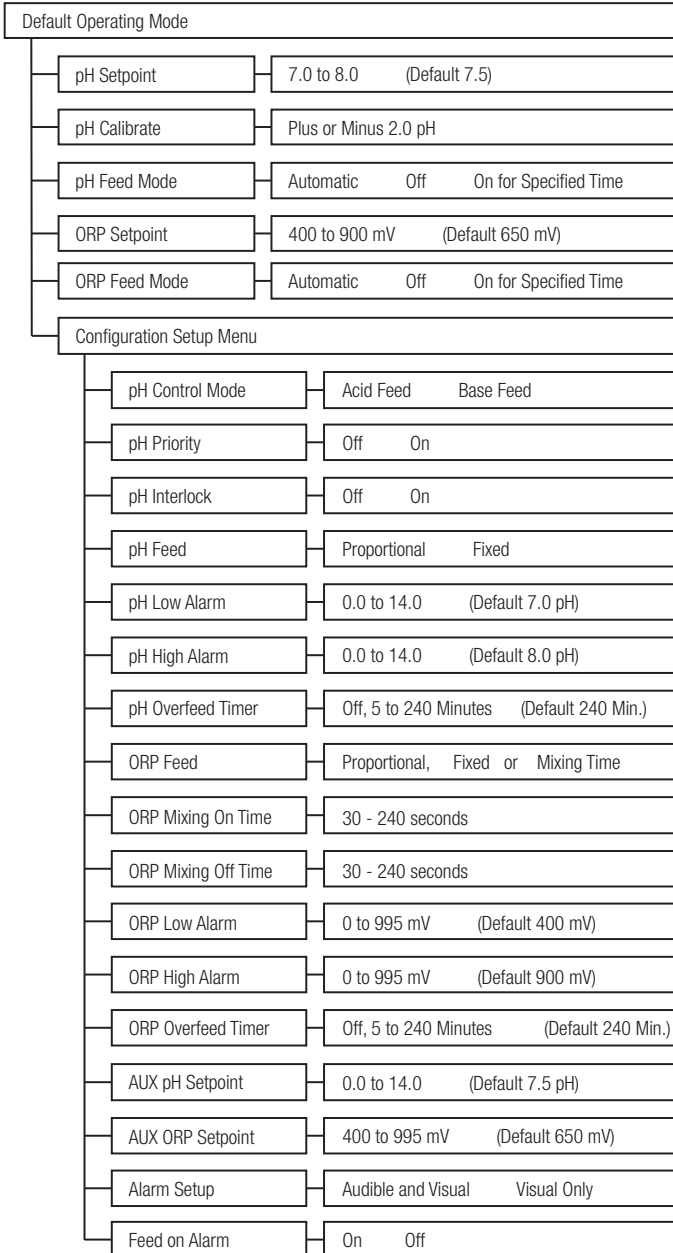 Default Operating Mode
pH Setpoint 7.0 to 8.0 (Default 7.5)
pH Calibrate Plus or Minus 2.0 pH
pH Feed Mode Automatic Off On for Specified Time
ORP Setpoint 400 to 900 mV (Default 650 mV)
ORP Feed Mode Automatic Off On for Specified Time
Configuration Setup Menu
pH Control Mode Acid Feed Base Feed
pH Priority Off On
pH Interlock Off On
pH Feed Proportional Fixed
pH Low Alarm 0.0 to 14.0 (Default 7.0 pH)
pH High Alarm 0.0 to 14.0 (Default 8.0 pH)
pH Overfeed Timer Off, 5 to 240 Minutes (Default 240 Min.)
ORP Feed Proportional, Fixed or Mixing Time
ORP Mixing On Time 30 - 240 seconds
ORP Mixing Off Time 30 - 240 seconds
ORP Low Alarm 0 to 995 mV (Default 400 mV)
ORP High Alarm 0 to 995 mV (Default 900 mV)
ORP Overfeed Timer Off, 5 to 240 Minutes (Default 240 Min.)
AUX pH Setpoint 0.0 to 14.0 (Default 7.5 pH)
AUX ORP Setpoint 400 to 995 mV (Default 650 mV)
Alarm Setup Audible and Visual Visual Only
Feed on Alarm On Off